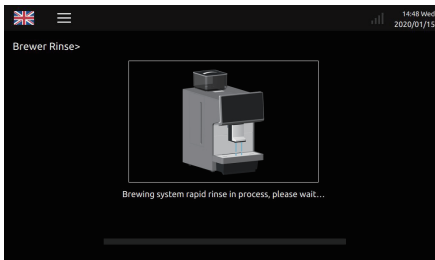 14:48 Wed
2020/01/15
Brewer Rinse>
Brewing system rapid rinse in process, please wait...